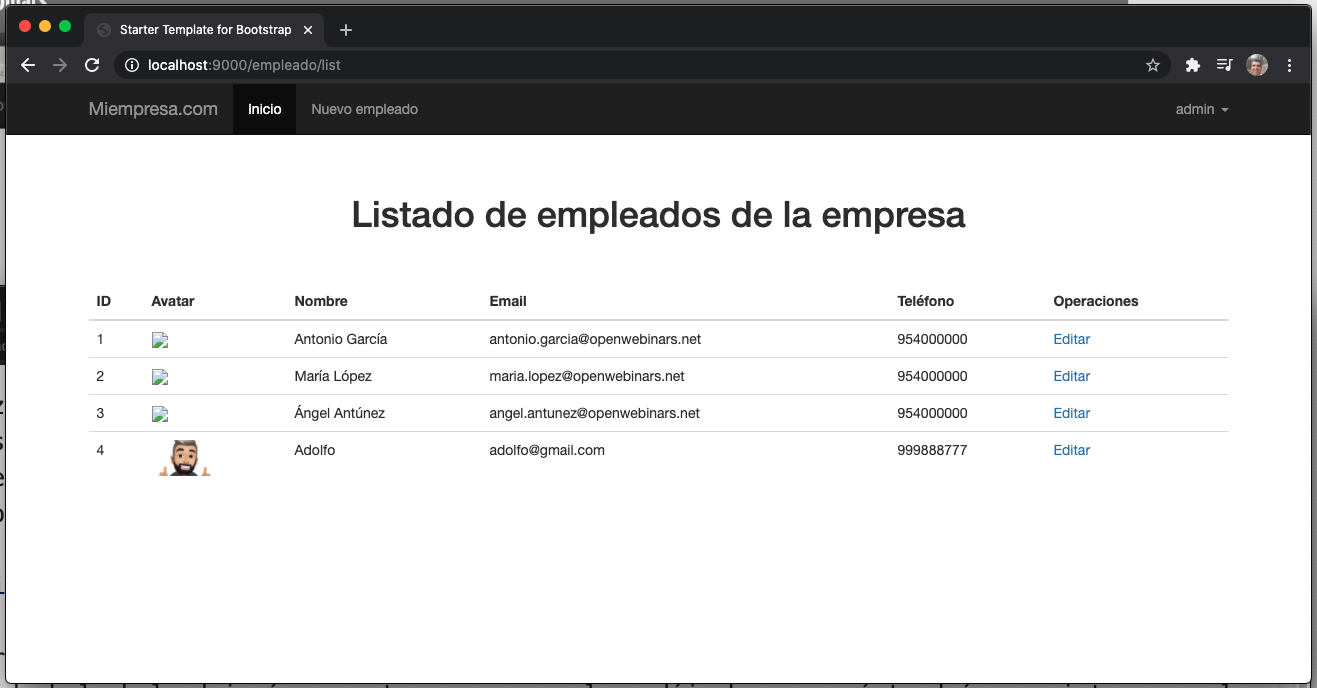 Starter Template for Bootstrap
localhost:9000/empleado/list
Miempresa.com Inicio Nuevo empleado admin
Listado de empleados de la empresa
ID Avatar Nombre Email Teléfono Operaciones
1 Antonio García antonio.garcia@openwebinars.net 954000000 Editar
2 María López maria.lopez@openwebinars.net 954000000 Editar
3 Ángel Antúnez angel.antunez@openwebinars.net 954000000 Editar
4 Adolfo adolfo@gmail.com 999888777 Editar